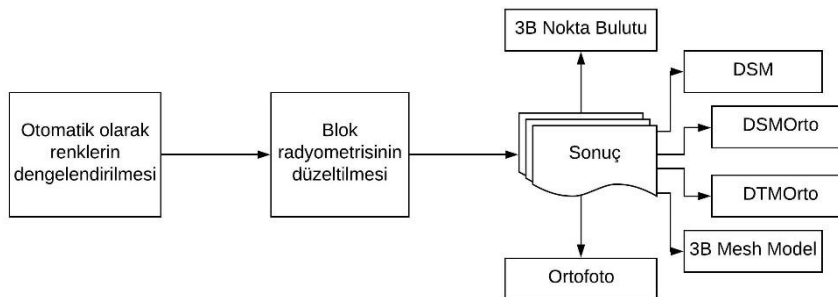 3B Nokta Bulutu
DSM
Otomatik olarak
renklerin
dengelendirilmesi
Blok
radyometrisinin
düzeltilmesi
Sonuç
DSMOrto
DTMOrto
3B Mesh Model
Ortofoto